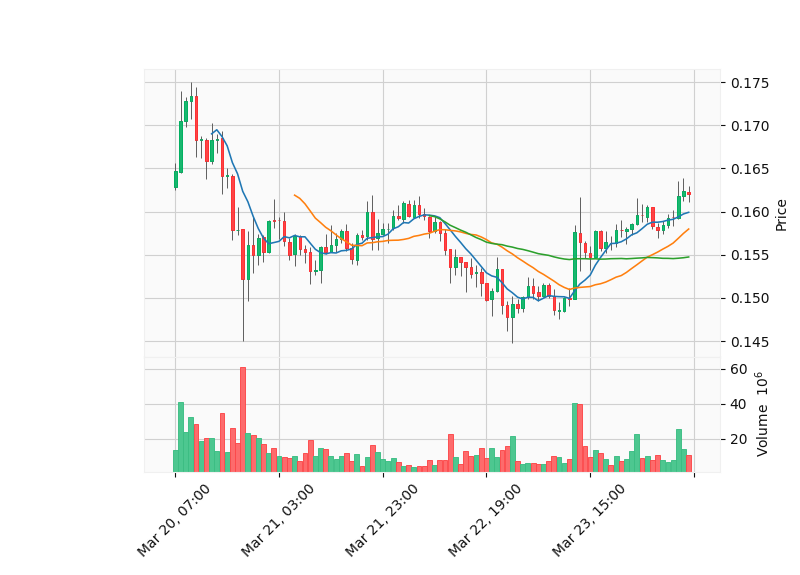 0.175
0.170
0.165
0.160
0.155
0.150
0.145
Price
60
40
20
Volume 10⁶
Mar 20, 07:00
Mar 21, 03:00
Mar 21, 23:00
Mar 22, 19:00
Mar 23, 15:00